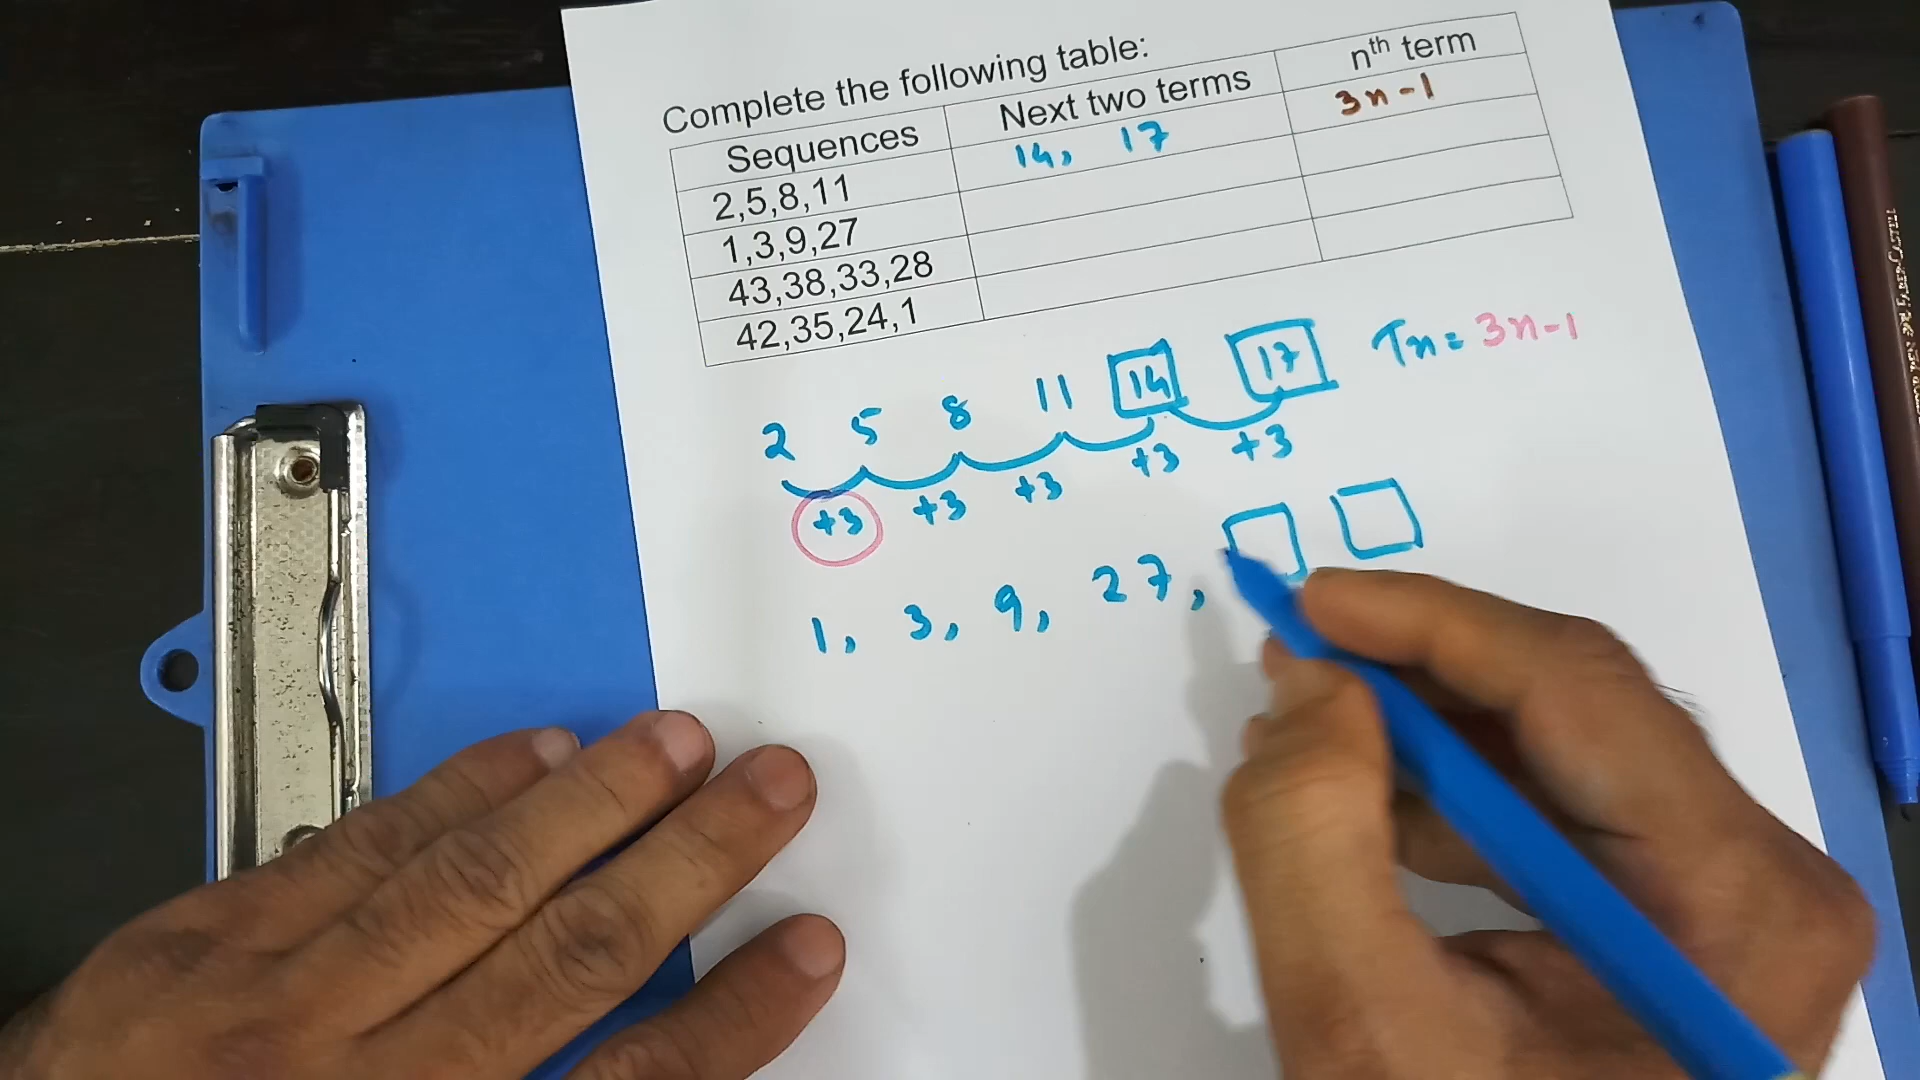 Complete the following table:
Sequences Next two terms nth term
2,5,8,11 14, 17 3n-1
1,3,9,27
43,38,33,28
42,35,24,1
2 5 8 11 14 17 Tn = 3n-1
+3 +3 +3 +3 +3
1, 3, 9, 27,